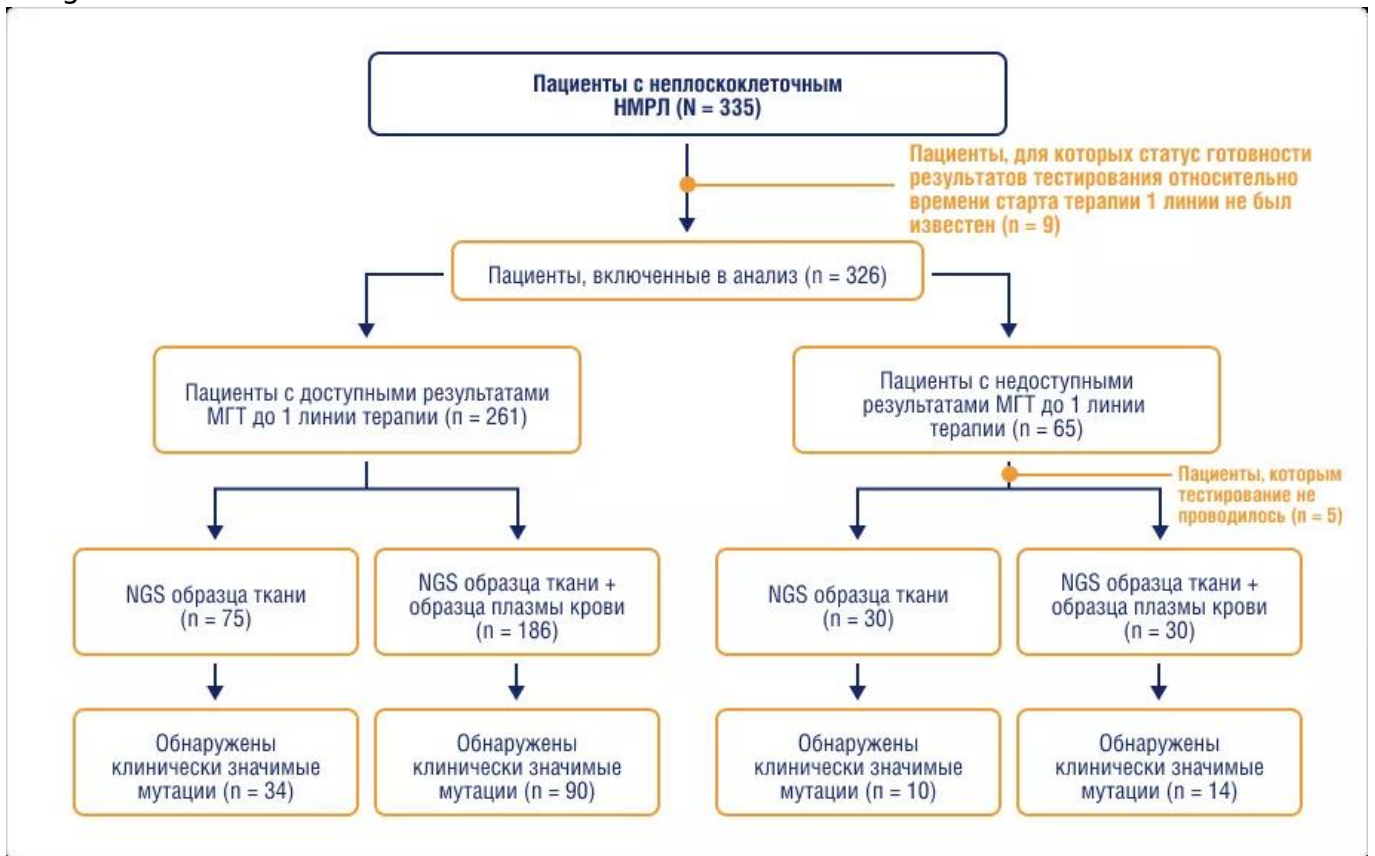 Пациенты с неплоскоклеточным
НМРЛ (N = 335)
Пациенты, для которых статус готовности
результатов тестирования относительно
времени старта терапии 1 линии не был
известен (n = 9)
Пациенты, включенные в анализ (n = 326)
Пациенты с доступными результатами
МГТ до 1 линии терапии (n = 261)
Пациенты с недоступными
результатами МГТ до 1 линии
терапии (n = 65)
Пациенты, которым
тестирование не
проводилось (n = 5)
NGS образца ткани
(n = 75)
NGS образца ткани +
образца плазмы крови
(n = 186)
NGS образца ткани
(n = 30)
NGS образца ткани +
образца плазмы крови
(n = 30)
Обнаружены
клинически значимые
мутации (n = 34)
Обнаружены
клинически значимые
мутации (n = 90)
Обнаружены
клинически значимые
мутации (n = 10)
Обнаружены
клинически значимые
мутации (n = 14)